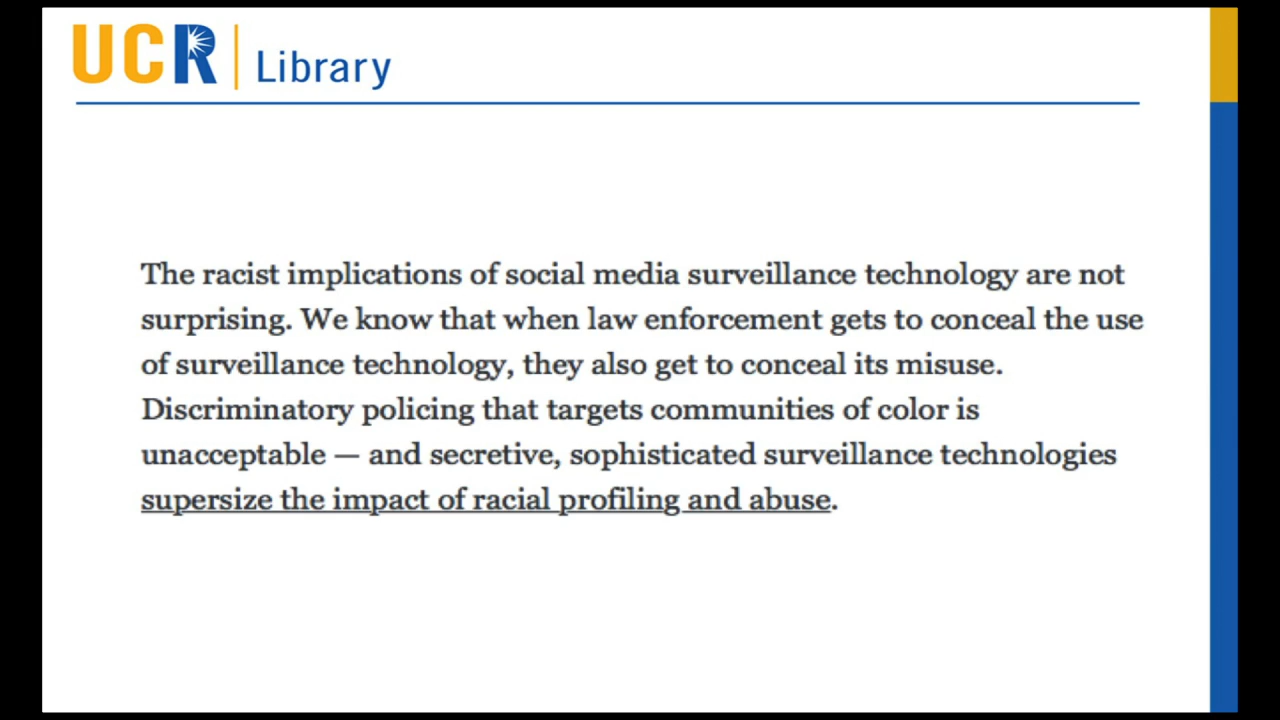 UCR Library
The racist implications of social media surveillance technology are not
surprising. We know that when law enforcement gets to conceal the use
of surveillance technology, they also get to conceal its misuse.
Discriminatory policing that targets communities of color is
unacceptable — and secretive, sophisticated surveillance technologies
supersize the impact of racial profiling and abuse.